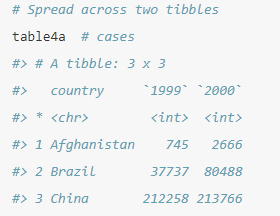 # Spread across two tibbles
table4a  # cases
#> # A tibble: 3 x 3
#>   country     `1999` `2000`
#> * <chr>        <int>  <int>
#> 1 Afghanistan    745   2666
#> 2 Brazil       37737  80488
#> 3 China       212258 213766